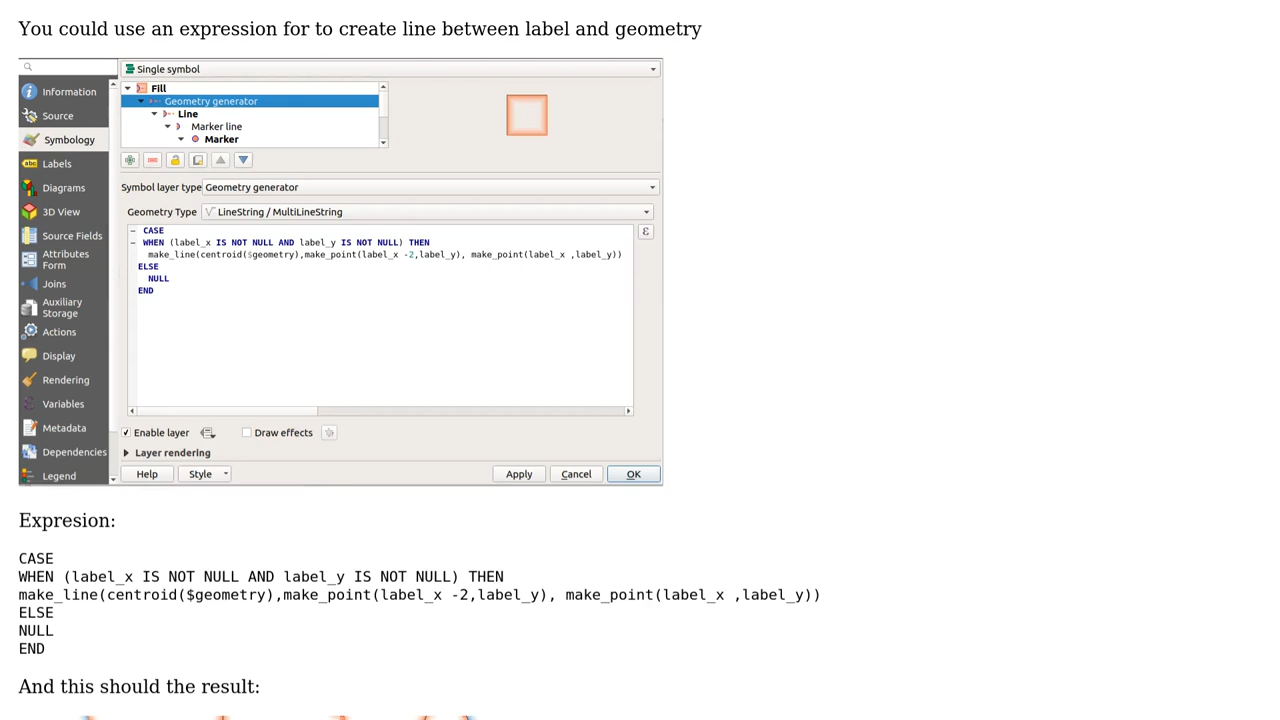 You could use an expression for to create line between label and geometry
Single symbol
Fill
Geometry generator
Line
Marker line
Marker
Information
Source
Symbology
Labels
Diagrams
3D View
Source Fields
Attributes
Form
Joins
Auxiliary
Storage
Actions
Display
Rendering
Variables
Metadata
Dependencies
Legend
Symbol layer type Geometry generator
Geometry Type LineString / MultiLineString
CASE
WHEN (label_x IS NOT NULL AND label_y IS NOT NULL) THEN
make_line(centroid($geometry),make_point(label_x -2,label_y), make_point(label_x ,label_y))
ELSE
NULL
END
Enable layer Draw effects
Layer rendering
Help Style Apply Cancel OK
Expresion:
CASE
WHEN (label_x IS NOT NULL AND label_y IS NOT NULL) THEN
make_line(centroid($geometry),make_point(label_x -2,label_y), make_point(label_x ,label_y))
ELSE
NULL
END
And this should the result: